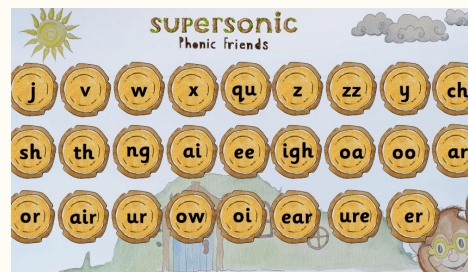 supersonic
Phonic Friends
j v w x qu z zz y ch
sh th ng ai ee igh oa oo ar
or air ur ow oi ear ure er